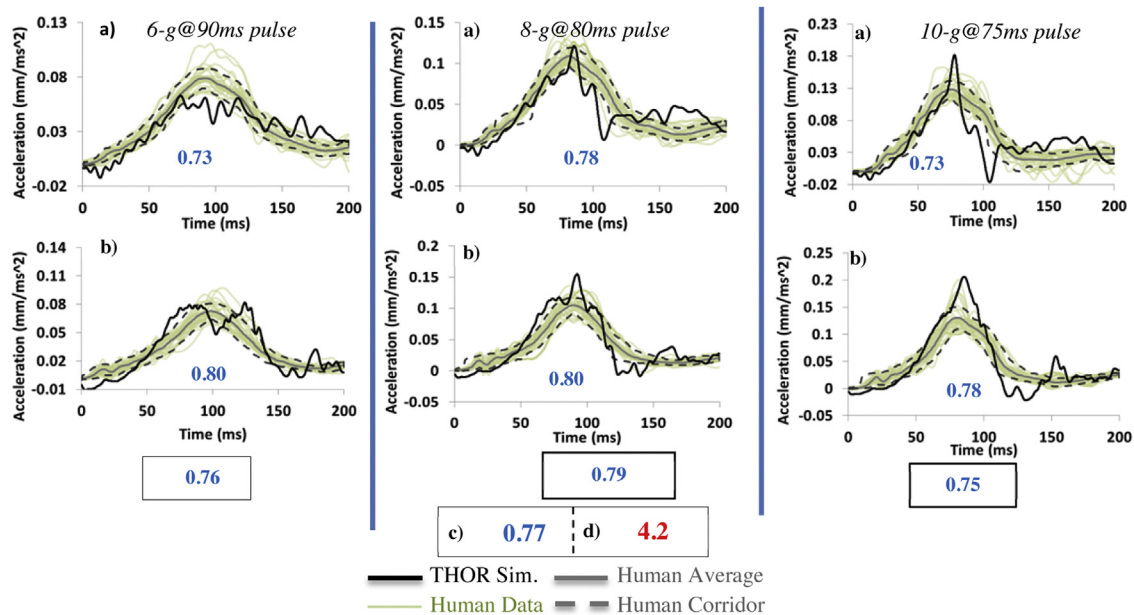 a) 6-g@90ms pulse
Acceleration (mm/ms^2)
0.13
0.08
0.03
-0.02
0.73
0 50 100 150 200
Time (ms)
b)
Acceleration (mm/ms^2)
0.14
0.11
0.08
0.05
0.02
-0.01
0.80
0 50 100 150 200
Time (ms)
0.76
a) 8-g@80ms pulse
Acceleration (mm/ms^2)
0.15
0.1
0.05
0
-0.05
0.78
0 50 100 150 200
Time (ms)
b)
Acceleration (mm/ms^2)
0.2
0.15
0.1
0.05
0
-0.05
0.80
0 50 100 150 200
Time (ms)
0.79
a) 10-g@75ms pulse
Acceleration (mm/ms^2)
0.23
0.18
0.13
0.08
0.03
-0.02
0.73
0 50 100 150 200
Time (ms)
b)
Acceleration (mm/ms^2)
0.25
0.2
0.15
0.1
0.05
0
-0.05
0.78
0 50 100 150 200
Time (ms)
0.75
c) 0.77 d) 4.2
THOR Sim. Human Average
Human Data Human Corridor